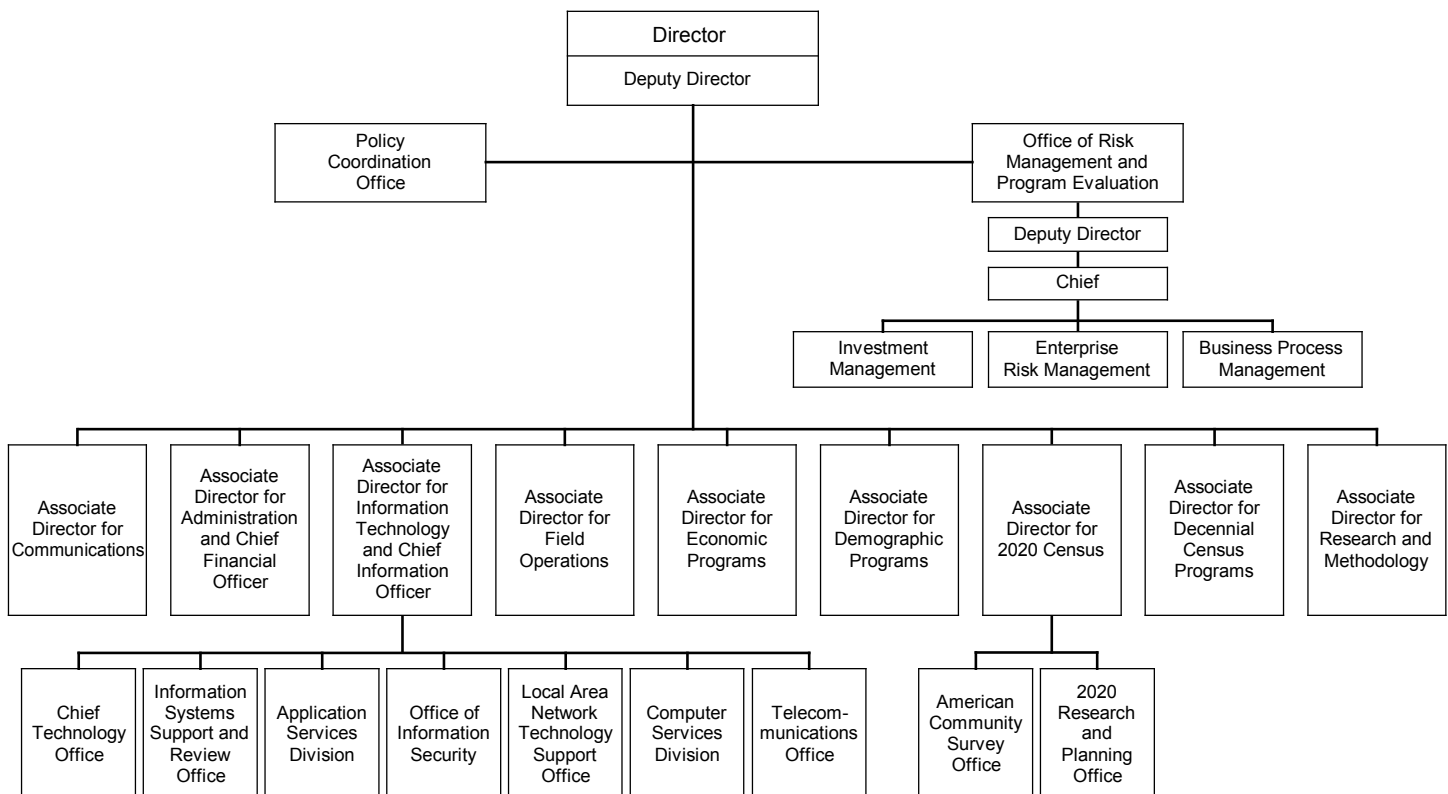 Director
Deputy Director
Policy
Coordination
Office
Office of Risk
Management and
Program Evaluation
Deputy Director
Chief
Investment
Management
Enterprise
Risk Management
Business Process
Management
Associate
Director for
Communications
Associate
Director for
Administration
and Chief
Financial
Officer
Associate
Director for
Information
Technology
and Chief
Information
Officer
Associate
Director for
Field
Operations
Associate
Director for
Economic
Programs
Associate
Director for
Demographic
Programs
Associate
Director for
2020 Census
Associate
Director for
Decennial
Census
Programs
Associate
Director for
Research and
Methodology
Chief
Technology
Office
Information
Systems
Support and
Review
Office
Application
Services
Division
Office of
Information
Security
Local Area
Network
Technology
Support
Office
Computer
Services
Division
Telecom-
munications
Office
American
Community
Survey
Office
2020
Research
and
Planning
Office